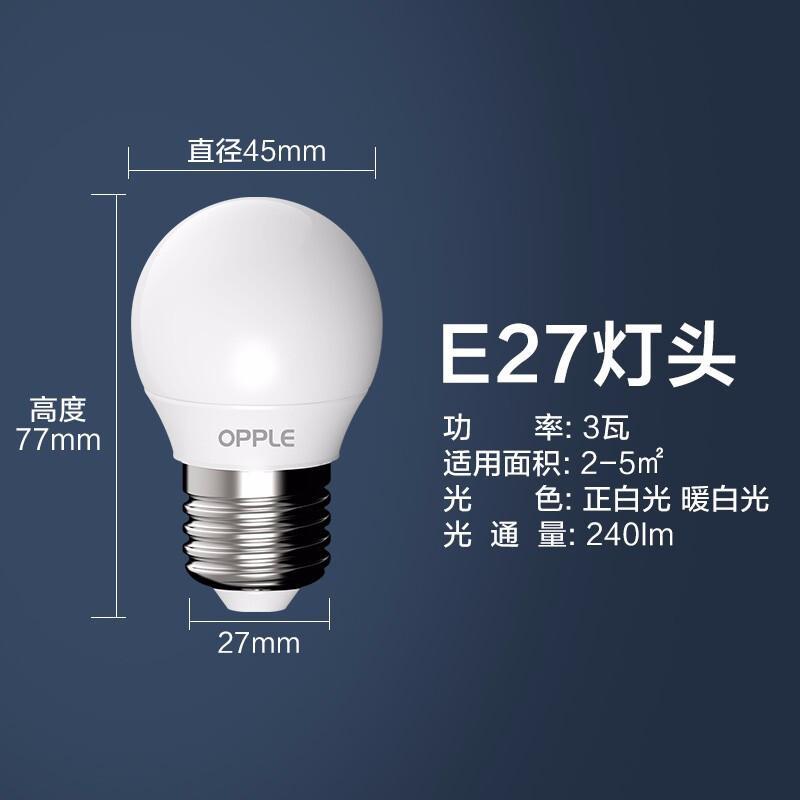 直径45mm
高度
77mm
OPPLE
27mm
E27灯头
功 率: 3瓦
适用面积: 2-5㎡
光 色: 正白光 暖白光
光 通 量: 240lm